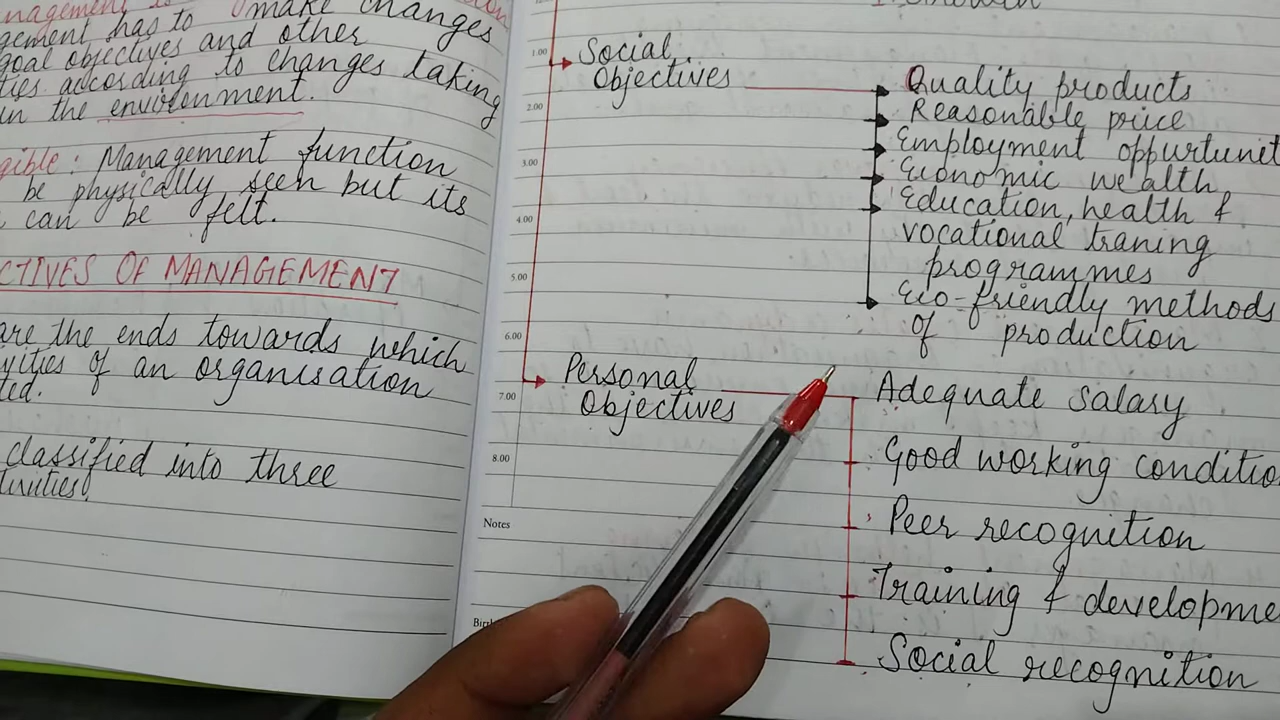 make changes
gement has to
goal objectives and other
ties according to changes taking
in the environment.
gible: Management function
be physically seen but its
can be felt.
CTIVES OF MANAGEMENT
are the ends towards which
vities of an organisation
ted.
classified into three
1.00
Social
Objectives
2.00
3.00
4.00
5.00
6.00
7.00
8.00
Quality products
Reasonable price
Employment oppurtunit
Economic wealth
Education, health &
vocational traning
programmes
Eco-friendly methods
of production
Personal
Objectives
Adequate salary
Good working conditio
Peer recognition
Training & developme
Social recognition
Notes
Birt